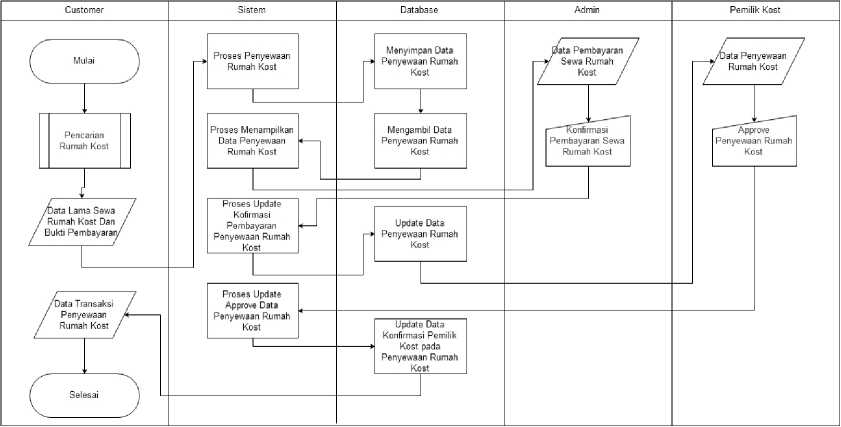 Customer
Sistem
Database
Admin
Pemilik Kost
Mulai
Pencarian
Rumah Kost
Data Lama Sewa
Rumah Kost Dan
Bukti Pembayaran
Data Transaksi
Penyewaan
Rumah Kost
Selesai
Proses Penyewaan
Rumah Kost
Proses Menampilkan
Data Penyewaan
Rumah Kost
Proses Update
Kofirmasi
Pembayaran
Penyewaan Rumah
Kost
Proses Update
Approve Data
Penyewaan Rumah
Kost
Menyimpan Data
Penyewaan Rumah
Kost
Mengambil Data
Penyewaan Rumah
Kost
Update Data
Penyewaan Rumah
Kost
Update Data
Konfirmasi Pemilik
Kost pada
Penyewaan Rumah
Kost
Data Pembayaran
Sewa Rumah
Kost
Konfirmasi
Pembayaran Sewa
Rumah Kost
Data Penyewaan
Rumah Kost
Approve
Penyewaan Rumah
Kost